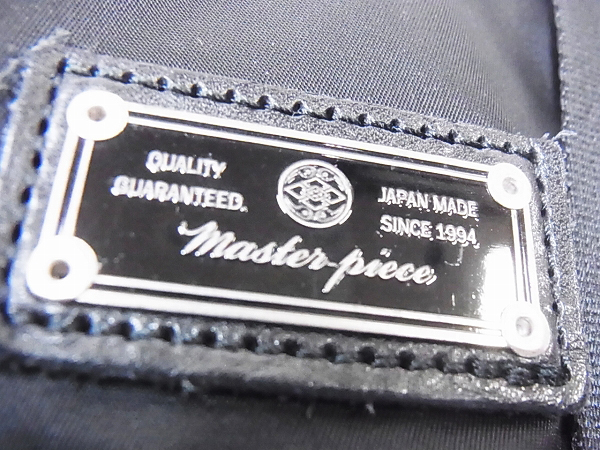 QUALITY
GUARANTEED.
JAPAN MADE
SINCE 1994
Master-piece,